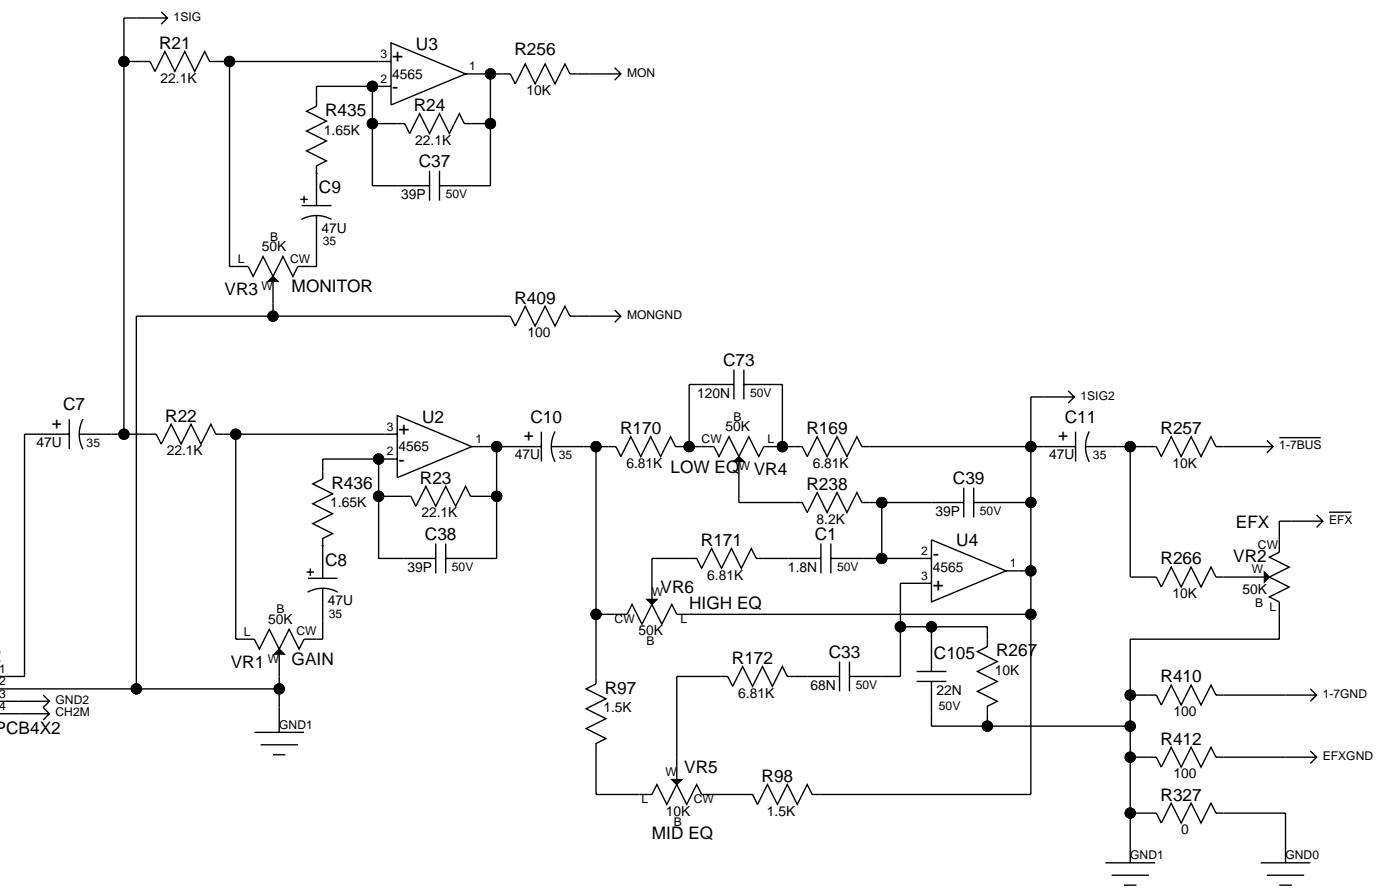 1SIG
R21
22.1K
3
+
U3
4565
2
-
1
R256
10K
MON
R435
1.65K
R24
22.1K
C37
39P
50V
C9
+
47U
35
B
50K
L
CW
W
VR3
MONITOR
R409
100
MONGND
C7
+
47U
35
R22
22.1K
3
+
U2
4565
2
-
1
R436
1.65K
R23
22.1K
C38
39P
50V
C8
+
47U
35
B
50K
L
CW
W
VR1
GAIN
GND1
1
2
3
4
GND2
CH2M
PCB4X2
C10
+
47U
35
R170
6.81K
C73
120N
50V
B
50K
CW
L
W
LOW EQ
VR4
R169
6.81K
R238
8.2K
C39
39P
50V
1SIG2
R171
6.81K
C1
1.8N
50V
U4
2
-
4565
3
+
1
W
VR6
HIGH EQ
CW
50K
L
B
R172
6.81K
C33
68N
50V
C105
22N
50V
R267
10K
R97
1.5K
W
VR5
L
10K
CW
B
MID EQ
R98
1.5K
C11
+
47U
35
R257
10K
1-7BUS
EFX
EFX
R266
10K
CW
VR2
W
50K
B
L
R410
100
1-7GND
R412
100
EFXGND
R327
0
GND1
GND0